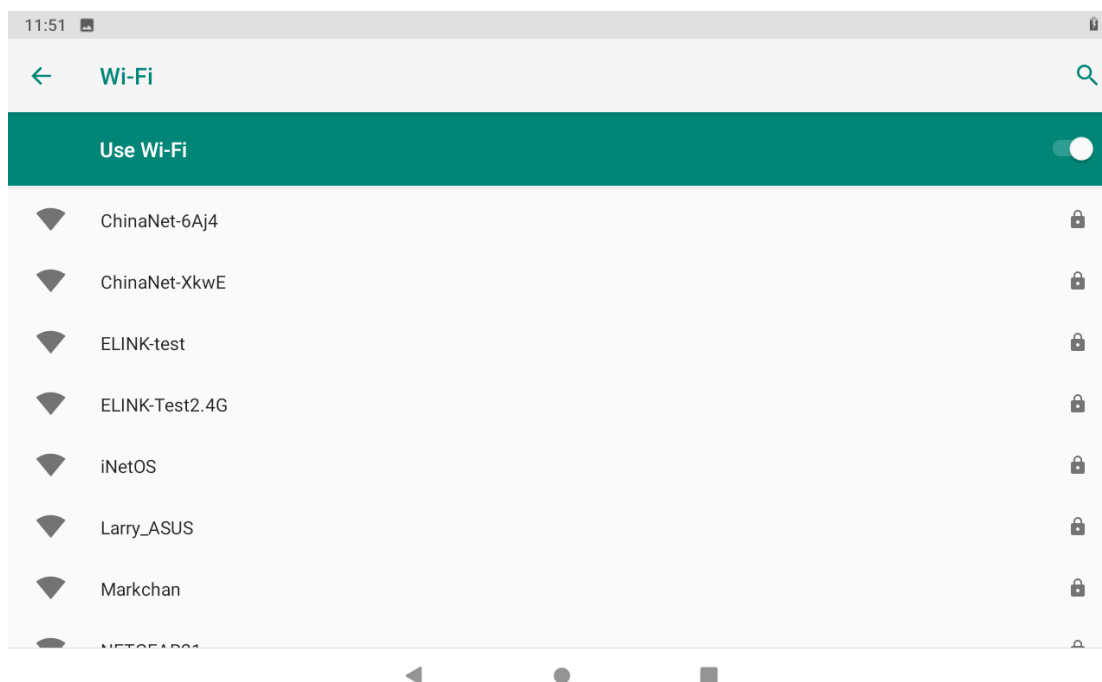 11:51
Wi-Fi
Use Wi-Fi
ChinaNet-6Aj4
ChinaNet-XkwE
ELINK-test
ELINK-Test2.4G
iNetOS
Larry_ASUS
Markchan